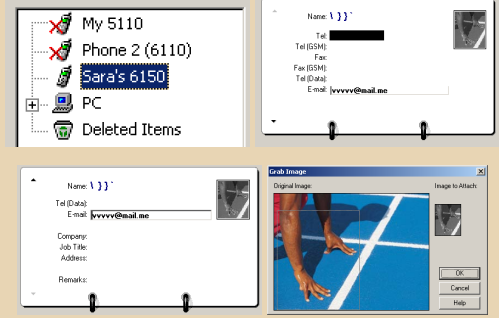 My 5110
Phone 2 (6110)
Sara's 6150
PC
Deleted Items
Name:
Tel:
Tel (GSM):
Fax:
Fax (GSM):
Tel (Data):
E-mail: vvvvv@mail.me
Name:
Tel (Data):
E-mail: vvvvv@mail.me
Company:
Job Title:
Address:
Remarks:
Grab Image
Original Image:
Image to Attach:
OK
Cancel
Help